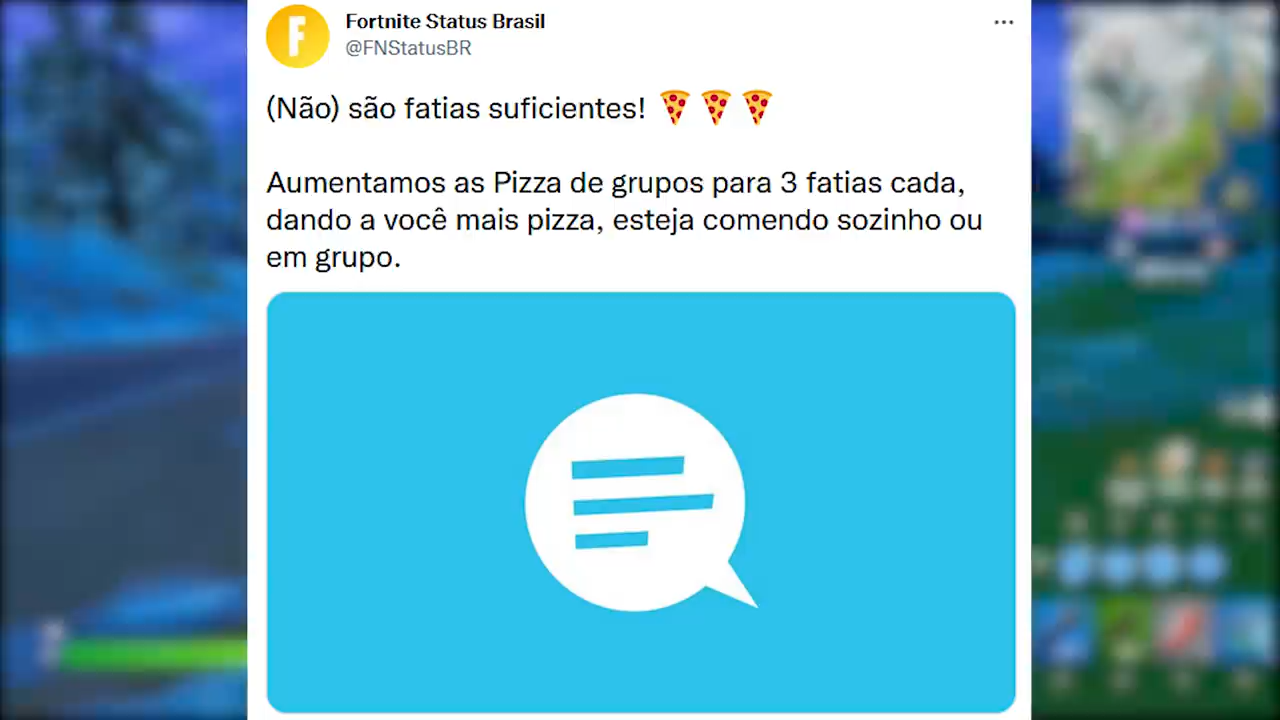 Fortnite Status Brasil
@FNStatusBR
(Não) são fatias suficientes! 🍕🍕🍕
Aumentamos as Pizza de grupos para 3 fatias cada,
dando a você mais pizza, esteja comendo sozinho ou
em grupo.